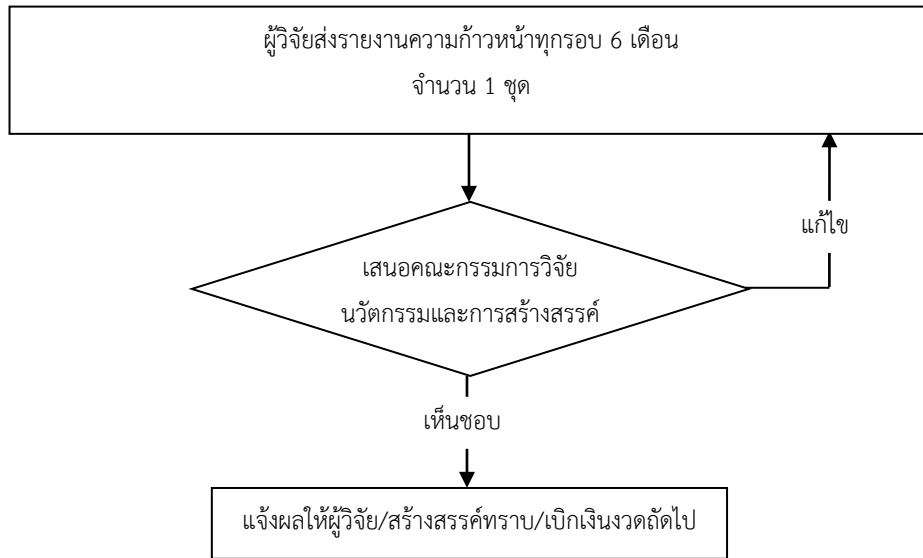 ผู้วิจัยส่งรายงานความก้าวหน้าทุกรอบ 6 เดือน
จำนวน 1 ชุด
แก้ไข
เสนอคณะกรรมการวิจัย
นวัตกรรมและการสร้างสรรค์
เห็นชอบ
แจ้งผลให้ผู้วิจัย/สร้างสรรค์ทราบ/เบิกเงินงวดถัดไป